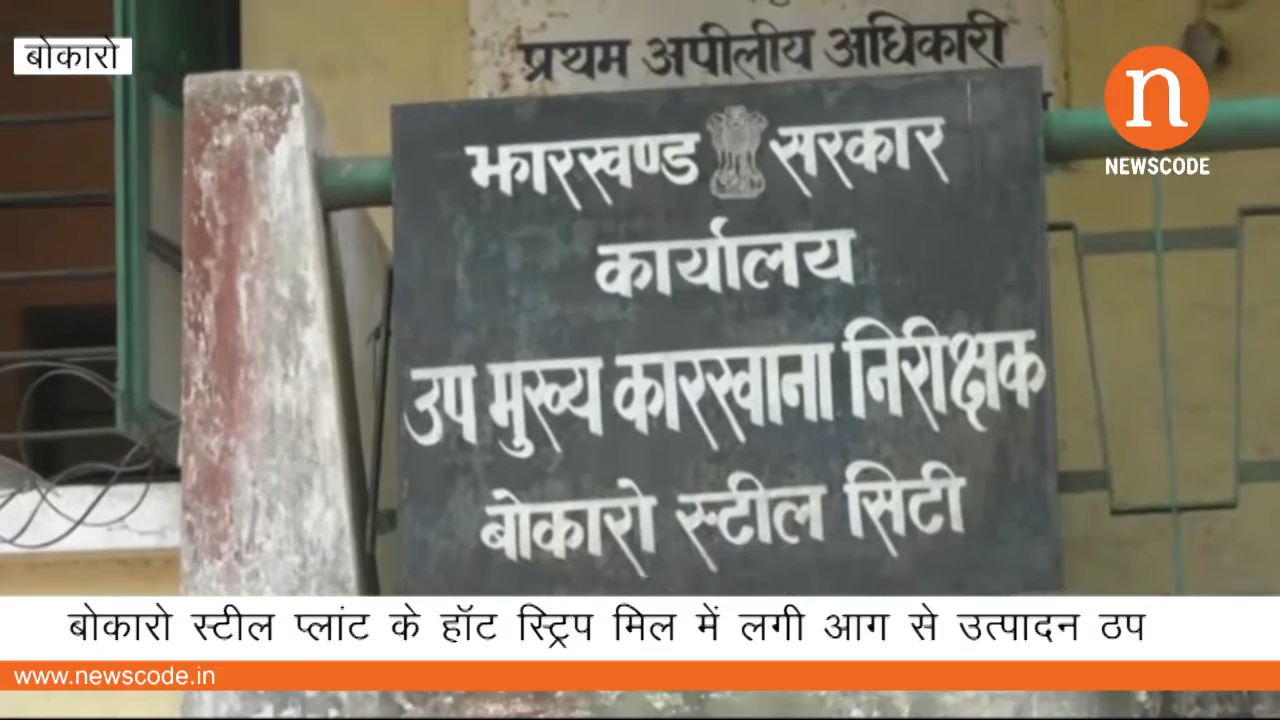 बोकारो
प्रथम अपीलीय अधिकारी
n
NEWSCODE
झारखण्ड सरकार
कार्यालय
उप मुख्य कारखाना निरीक्षक
बोकारो स्टील सिटी
बोकारो स्टील प्लांट के हॉट स्ट्रिप मिल में लगी आग से उत्पादन ठप
www.newscode.in